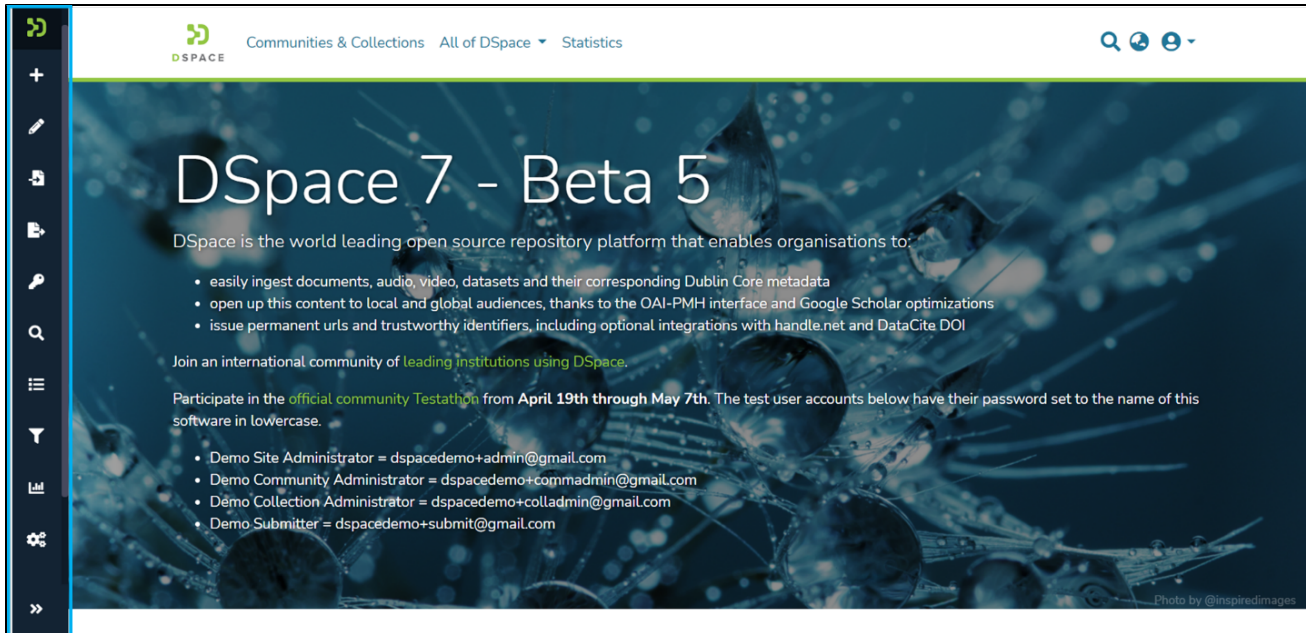 DSPACE
Communities & Collections All of DSpace Statistics
DSpace 7 - Beta 5
DSpace is the world leading open source repository platform that enables organisations to:
• easily ingest documents, audio, video, datasets and their corresponding Dublin Core metadata
• open up this content to local and global audiences, thanks to the OAI-PMH interface and Google Scholar optimizations
• issue permanent urls and trustworthy identifiers, including optional integrations with handle.net and DataCite DOI
Join an international community of leading institutions using DSpace.
Participate in the official community Testathon from April 19th through May 7th. The test user accounts below have their password set to the name of this
software in lowercase.
• Demo Site Administrator = dspacedemo+admin@gmail.com
• Demo Community Administrator = dspacedemo+commadmin@gmail.com
• Demo Collection Administrator = dspacedemo+colladmin@gmail.com
• Demo Submitter = dspacedemo+submit@gmail.com
Photo by @inspiredimages